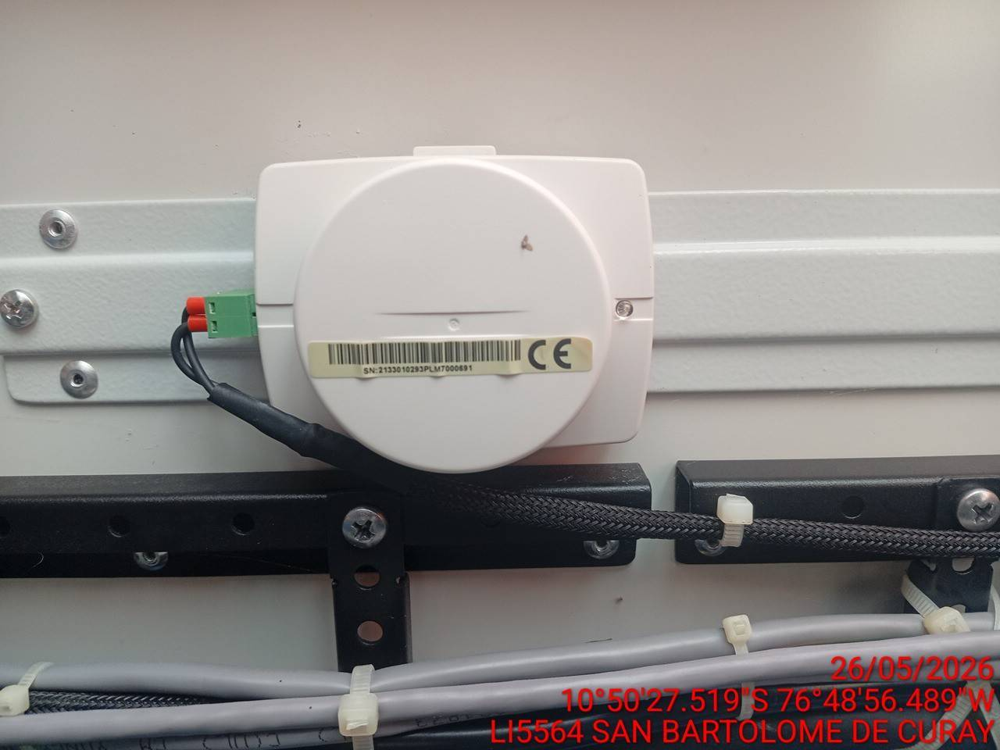 SN:2133010293PLM7000691
CE
26/05/2026
10°50'27.519"S 76°48'56.489"W
LI5564 SAN BARTOLOME DE CURAY